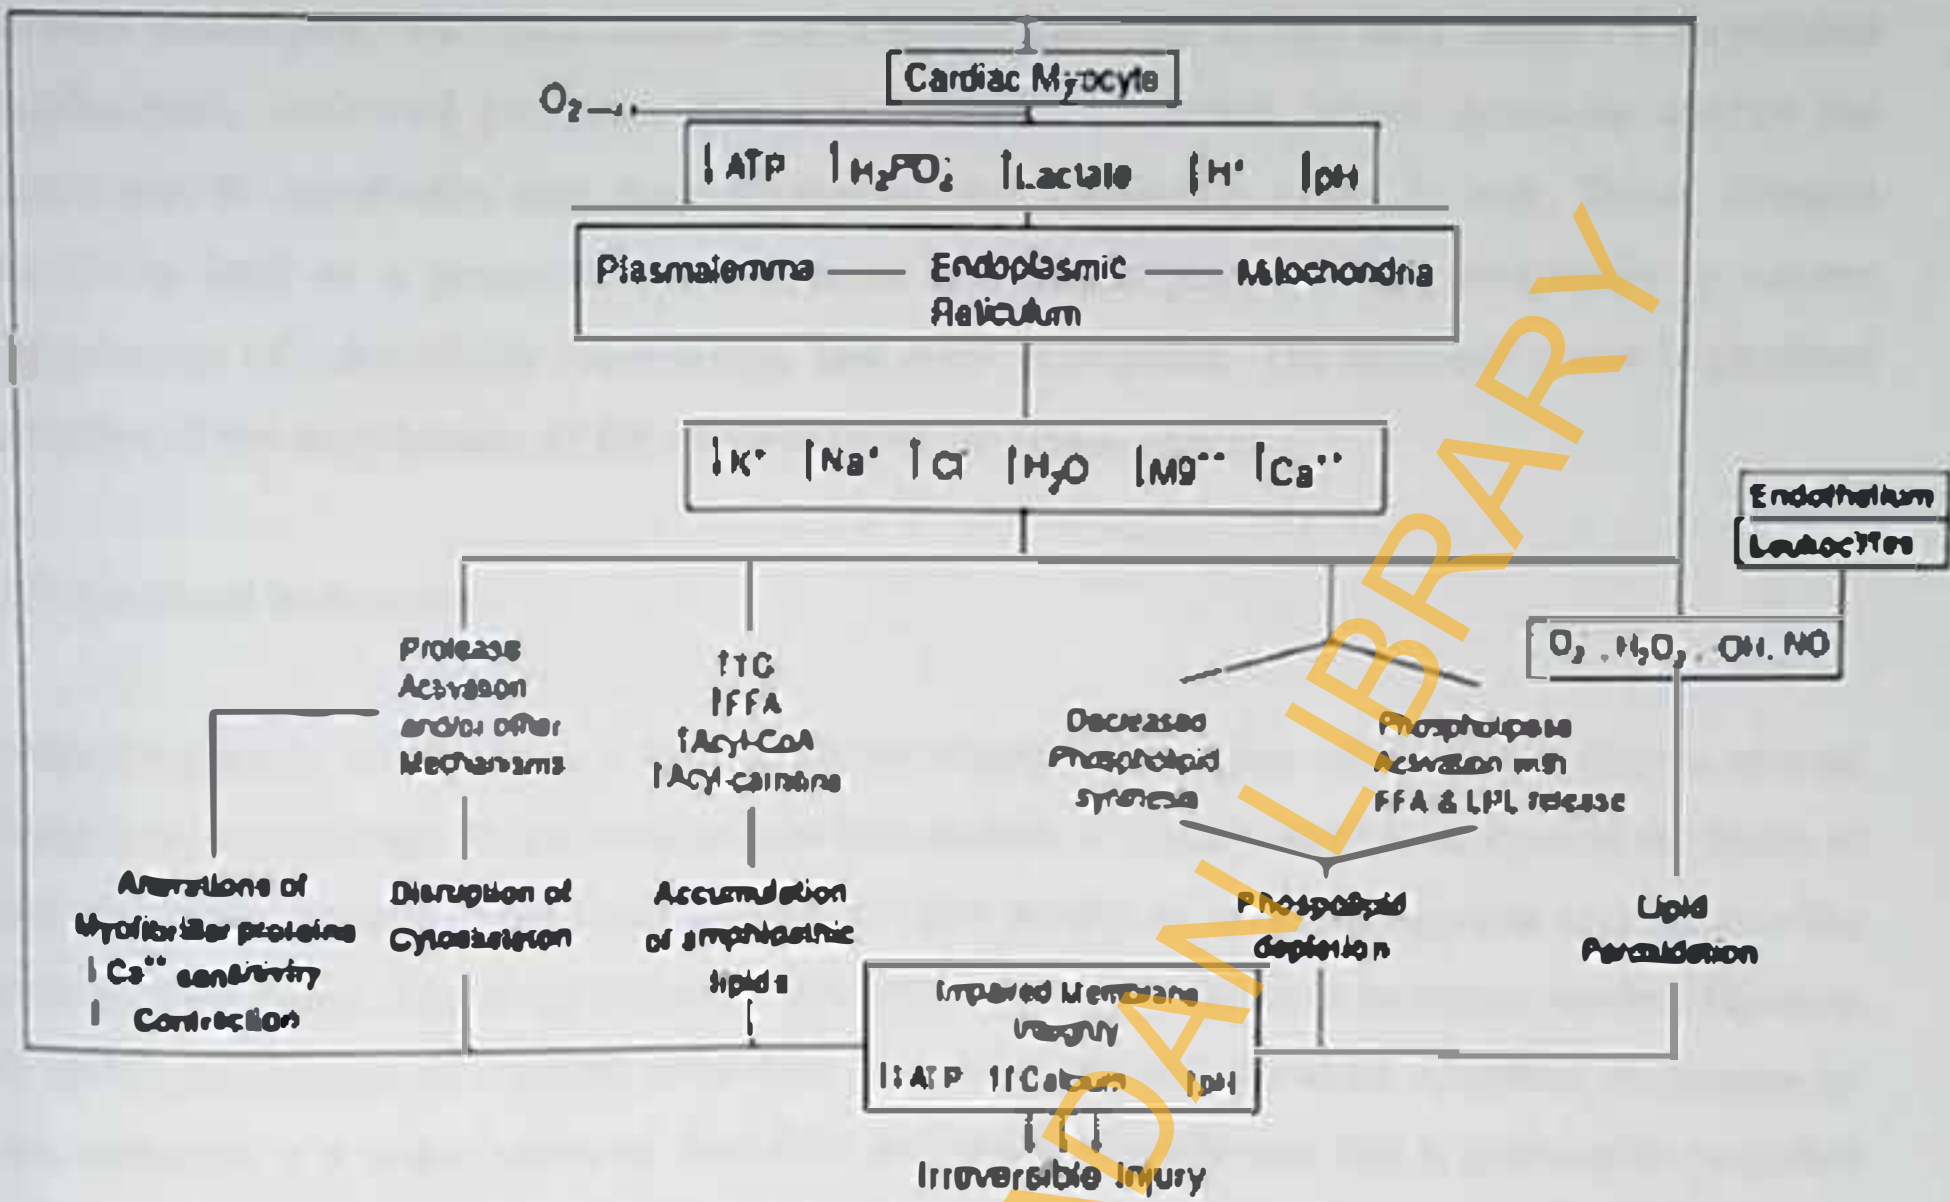 Cardiac Myocyte
O₂
↓ATP ↑H₂PO₄ ↑Lactate ↑H⁺ ↓pH
Plasmalemma — Endoplasmic Reticulum — Mitochondria
↓K⁺ ↑Na⁺ ↑Cl ↑H₂O ↓Mg⁺⁺ ↑Ca⁺⁺
Endothelium
Leukocytes
O₂ . H₂O₂ . OH. NO
Protease
Activation
and/or other
Mechanisms
↑TG
↑FFA
↑Acyl-CoA
↑Acyl-carnitine
Decreased
Phospholipid
synthesis
Phospholipase
Activation with
FFA & LPL release
Alterations of
Myofibrillar proteins
↓ Ca⁺⁺ sensitivity
↓ Contraction
Disruption of
Cytoskeleton
Accumulation
of amphipathic
lipids
Phospholipid
depletion
Lipid
Peroxidation
Impaired Membrane
Integrity
ATP Calcium pH
Irreversible Injury
DAN LIBRARY